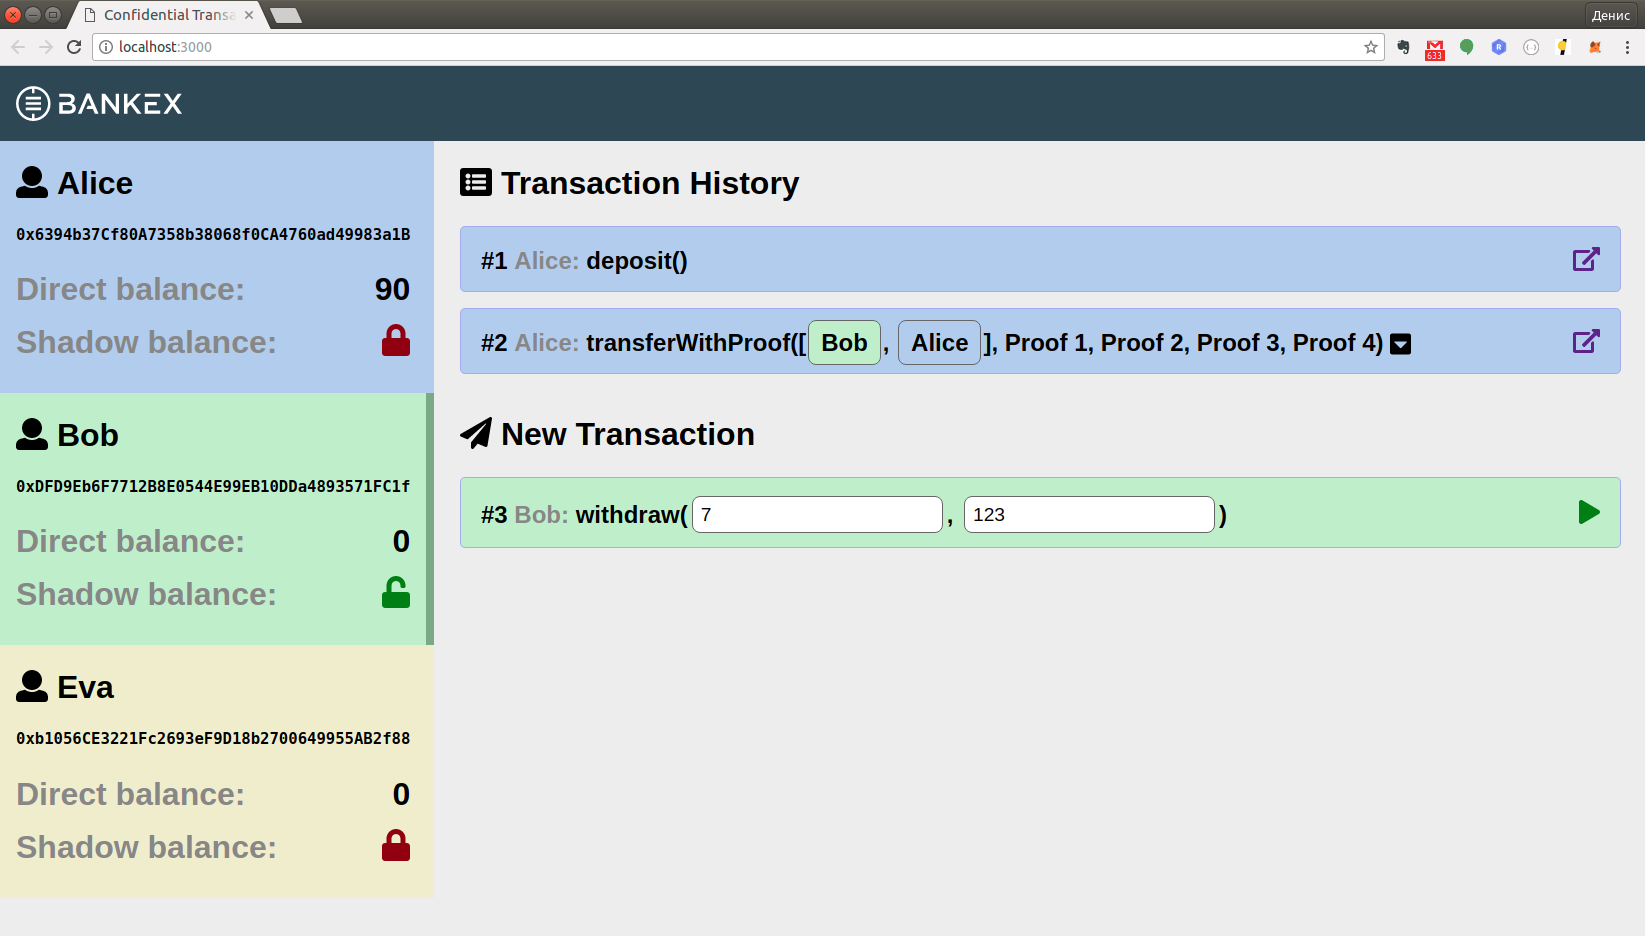 Confidential Transa
Денис
localhost:3000
633
BANKEX
Alice
0x6394b37Cf80A7358b38068f0CA4760ad49983a1B
Direct balance: 90
Shadow balance:
Bob
0xDFD9Eb6F7712B8E0544E99EB10DDa4893571FC1f
Direct balance: 0
Shadow balance:
Eva
0xb1056CE3221Fc2693eF9D18b2700649955AB2f88
Direct balance: 0
Shadow balance:
Transaction History
#1 Alice: deposit()
#2 Alice: transferWithProof([ Bob , Alice ], Proof 1, Proof 2, Proof 3, Proof 4)
New Transaction
#3 Bob: withdraw( 7 , 123 )